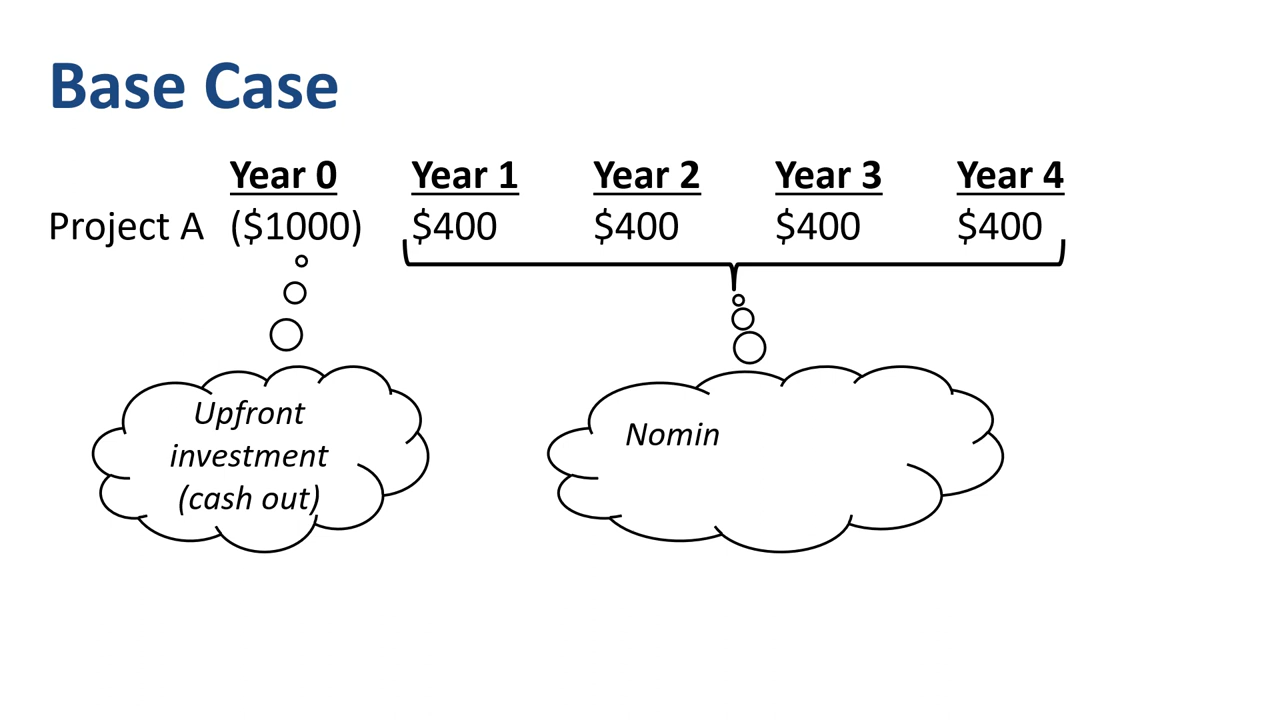 Base Case
Year 0 Year 1 Year 2 Year 3 Year 4
Project A ($1000) $400 $400 $400 $400
Upfront
investment
(cash out)
Nomin